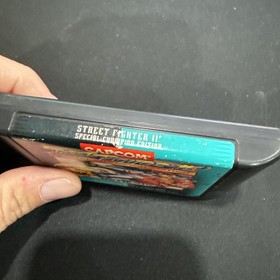 STREET FIGHTER II'
SPECIAL CHAMPION EDITION
CAPCOM